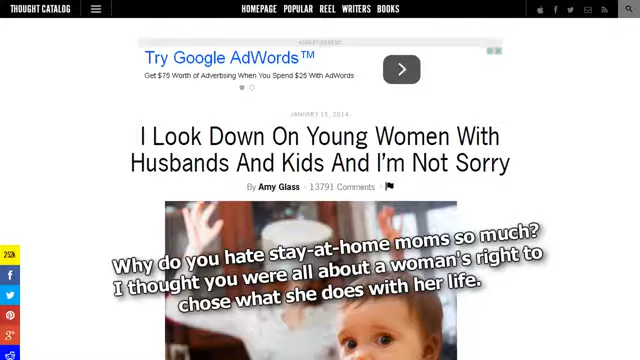 THOUGHT CATALOG
HOMEPAGE POPULAR REEL WRITERS BOOKS
ADVERTISEMENT
Try Google AdWords™
Get $75 Worth of Advertising When You Spend $25 With AdWords
JANUARY 15, 2014
I Look Down On Young Women With
Husbands And Kids And I'm Not Sorry
By Amy Glass · 13791 Comments ·
252k
Why do you hate stay-at-home moms so much?
I thought you were all about a woman's right to
chose what she does with her life.